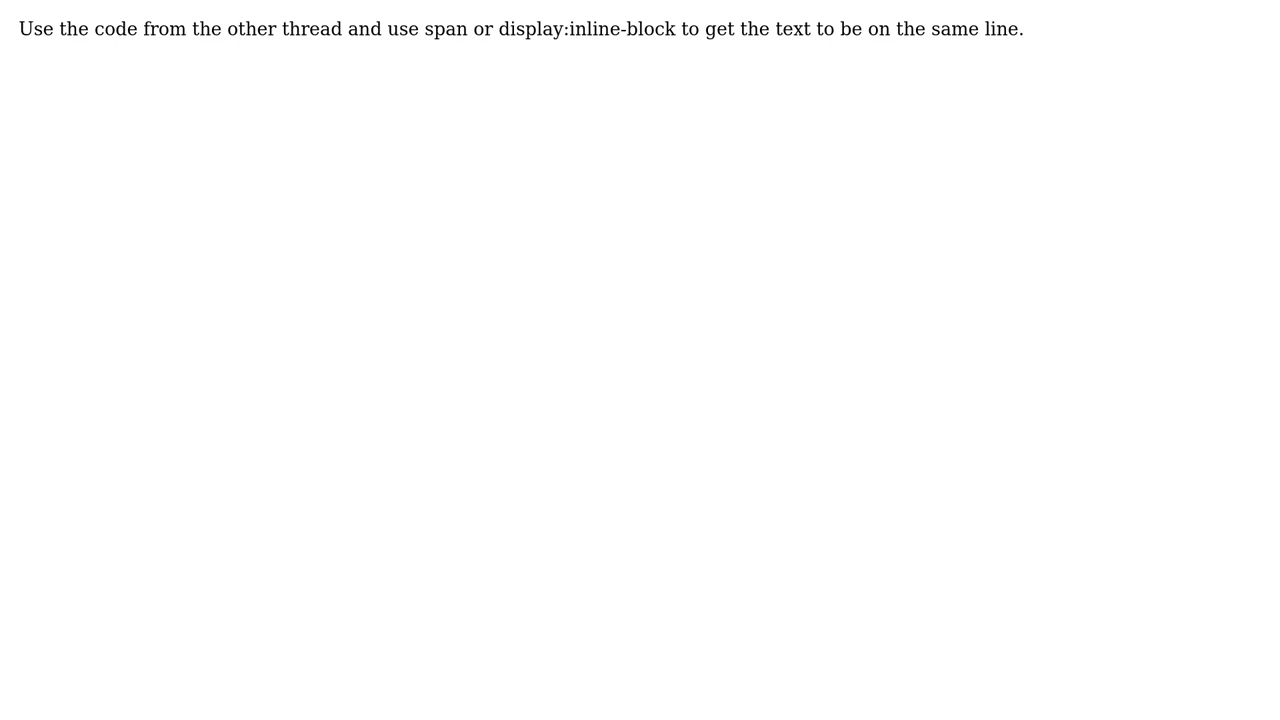 Use the code from the other thread and use span or display:inline-block to get the text to be on the same line.